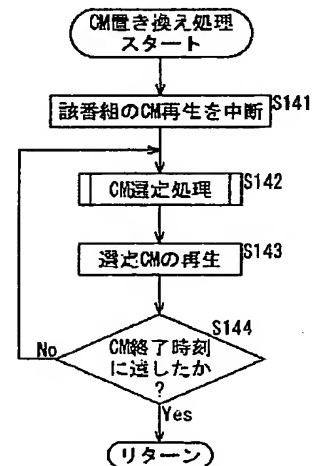 CM置き換え処理
スタート
該番組のCM再生を中断
S141
CM選定処理
S142
選定CMの再生
S143
S144
CM終了時刻
に達したか
?
No
Yes
リターン